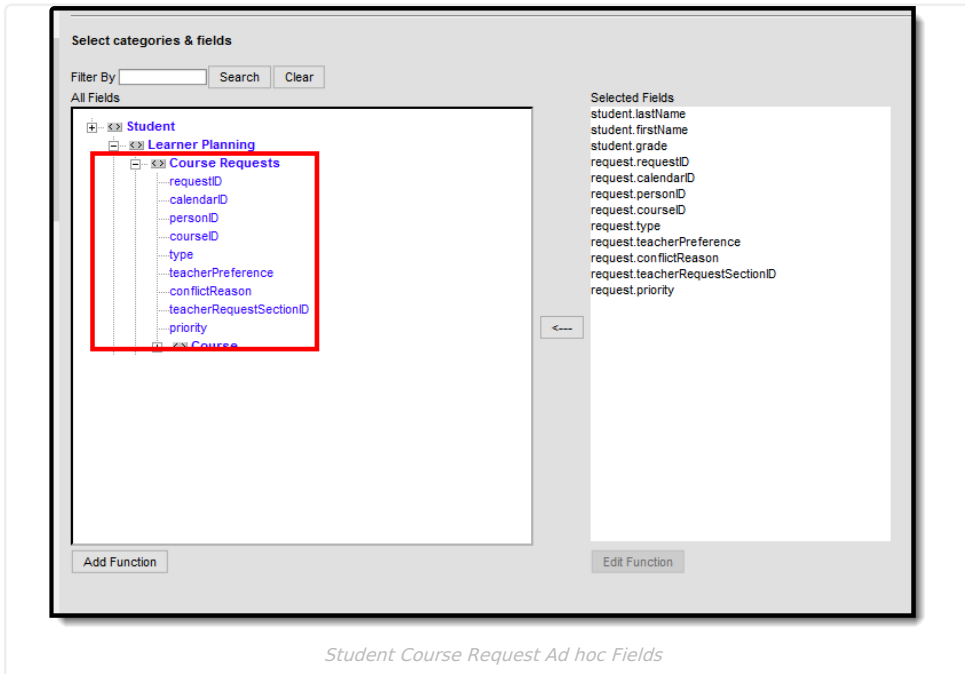 Select categories & fields
Filter By
Search
Clear
All Fields
Student
Learner Planning
Course Requests
requestID
calendarID
personID
courseID
type
teacherPreference
conflictReason
teacherRequestSectionID
priority
Course
Add Function
<---
Selected Fields
student.lastName
student.firstName
student.grade
request.requestID
request.calendarID
request.personID
request.courseID
request.type
request.teacherPreference
request.conflictReason
request.teacherRequestSectionID
request.priority
Edit Function
Student Course Request Ad hoc Fields